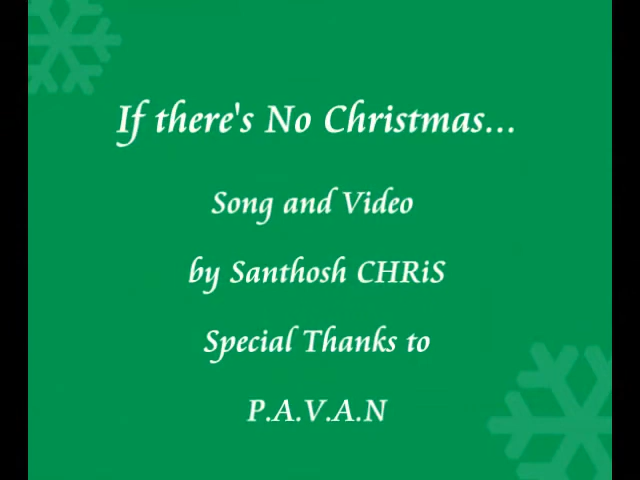 If there's No Christmas...
Song and Video
by Santhosh CHRiS
Special Thanks to
P.A.V.A.N